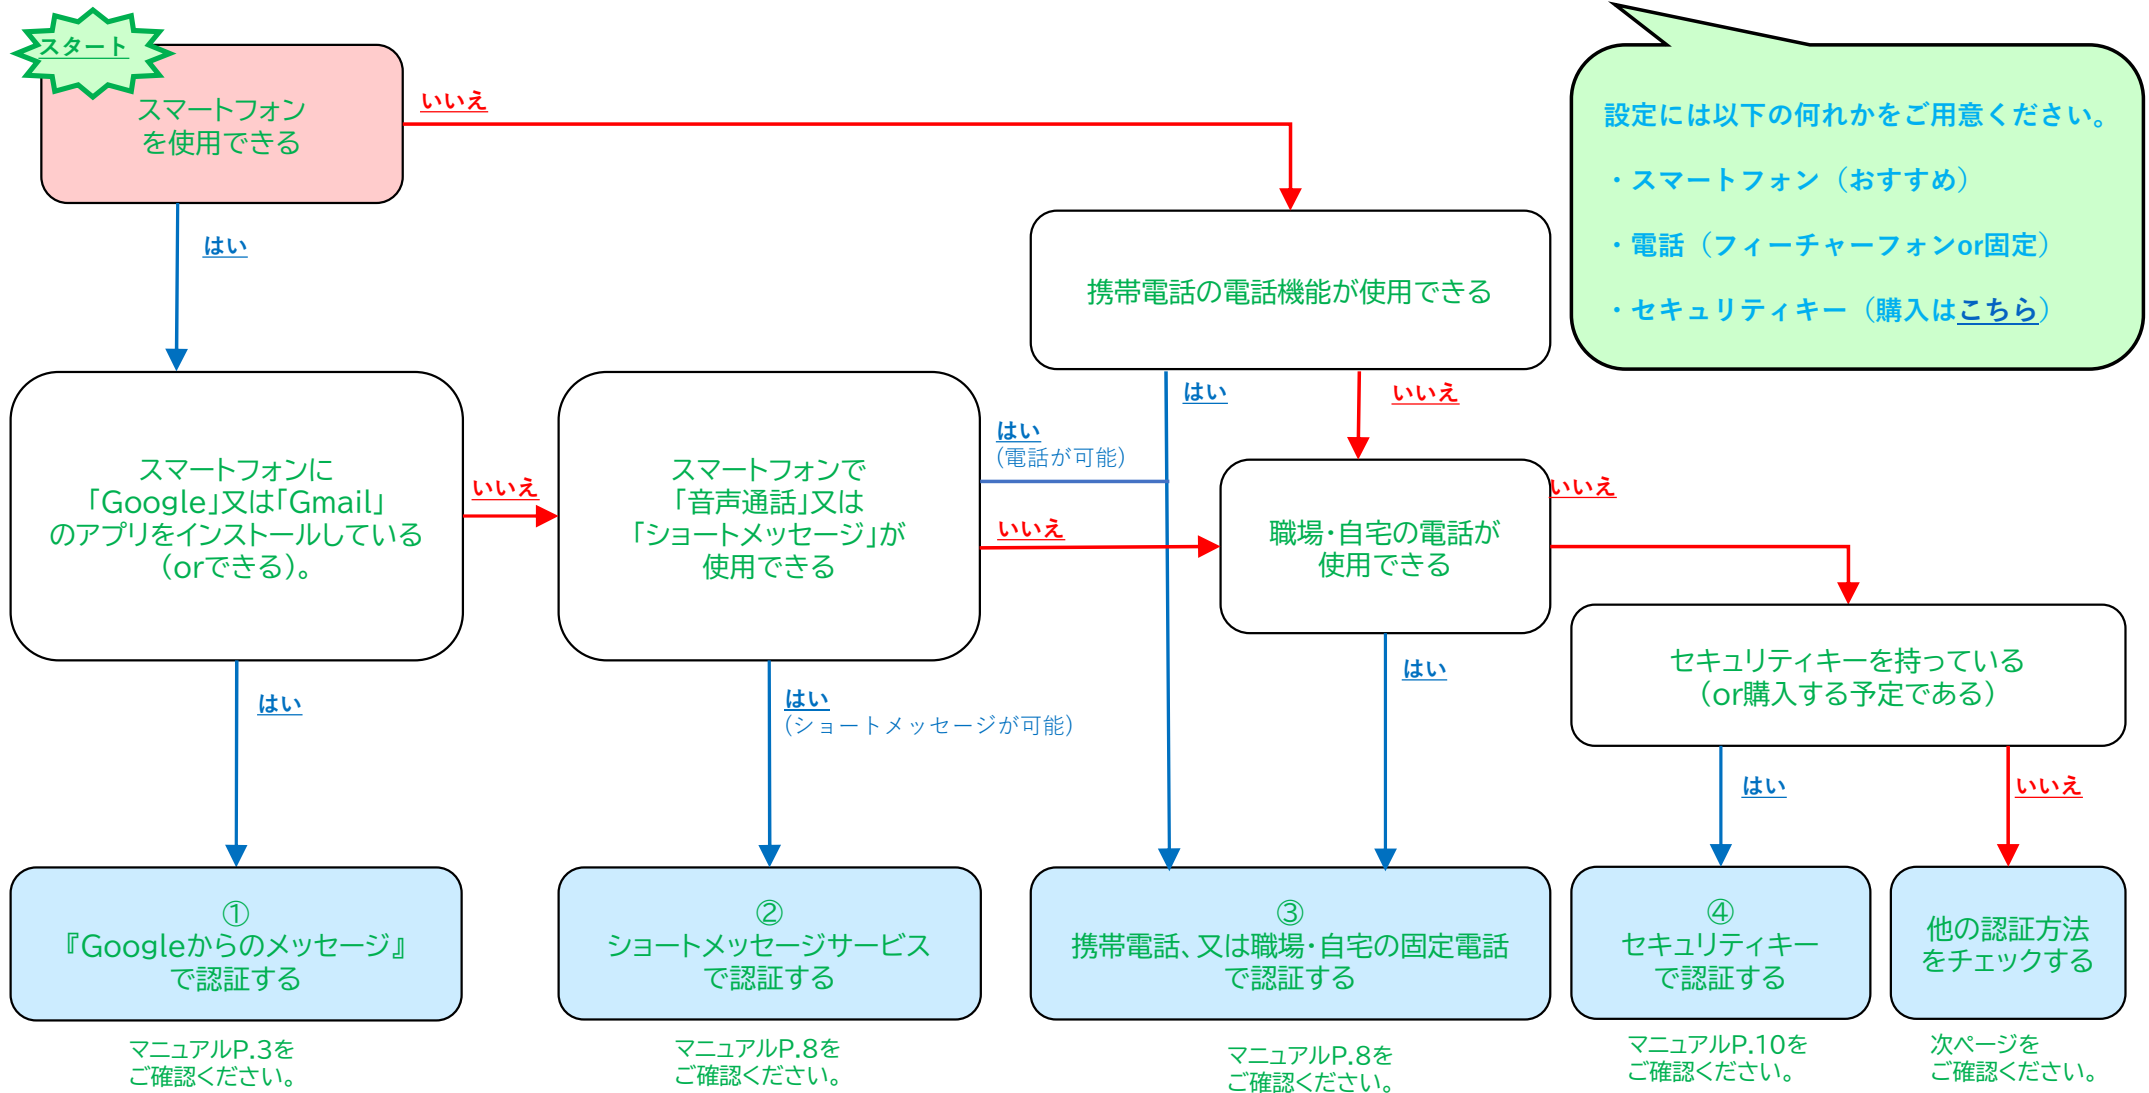 スタート
スマートフォン
を使用できる
いいえ
はい
設定には以下の何れかをご用意ください。
・スマートフォン（おすすめ）
・電話（フィーチャーフォンor固定）
・セキュリティキー（購入はこちら）
携帯電話の電話機能が使用できる
はい
いいえ
スマートフォンに
「Google」又は「Gmail」
のアプリをインストールしている
（orできる）。
いいえ
スマートフォンで
「音声通話」又は
「ショートメッセージ」が
使用できる
はい
(電話が可能)
いいえ
職場・自宅の電話が
使用できる
いいえ
セキュリティキーを持っている
（or購入する予定である）
はい
はい
(ショートメッセージが可能)
はい
はい
いいえ
①
『Googleからのメッセージ』
で認証する
②
ショートメッセージサービス
で認証する
③
携帯電話、又は職場・自宅の固定電話
で認証する
④
セキュリティキー
で認証する
他の認証方法
をチェックする
マニュアルP.3を
ご確認ください。
マニュアルP.8を
ご確認ください。
マニュアルP.8を
ご確認ください。
マニュアルP.10を
ご確認ください。
次ページを
ご確認ください。